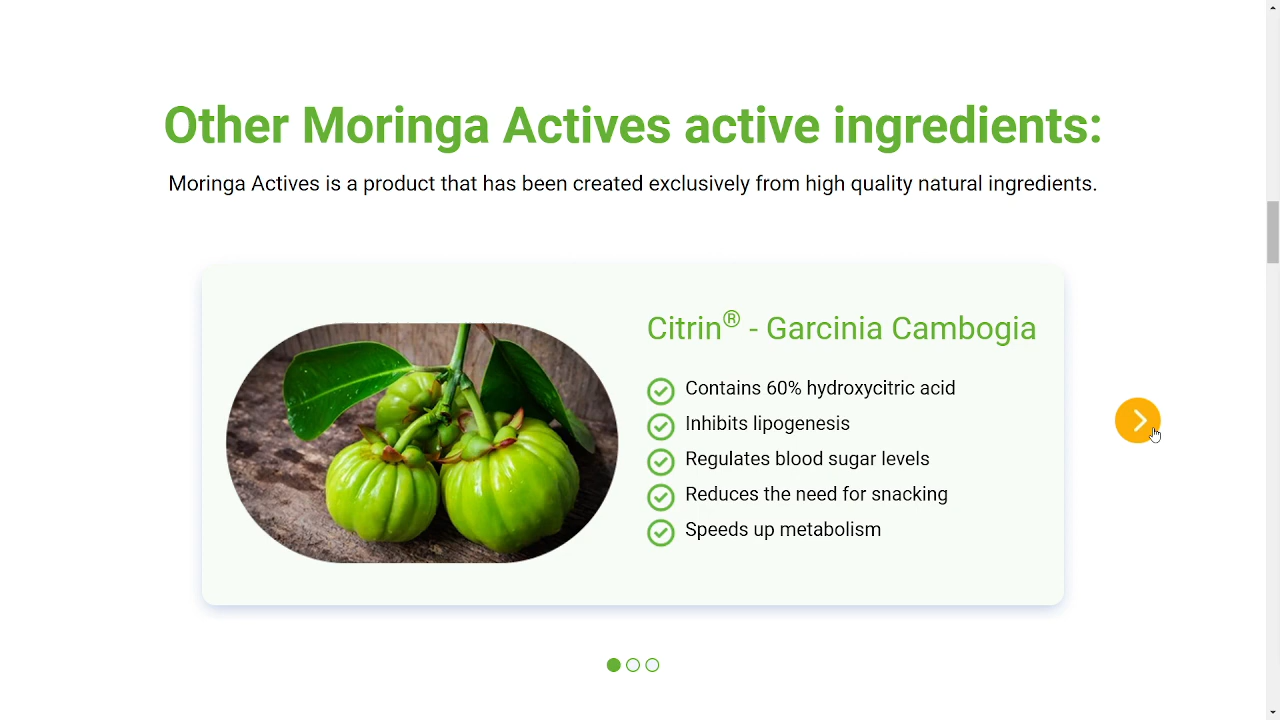 Other Moringa Actives active ingredients:
Moringa Actives is a product that has been created exclusively from high quality natural ingredients.
Citrin® - Garcinia Cambogia
Contains 60% hydroxycitric acid
Inhibits lipogenesis
Regulates blood sugar levels
Reduces the need for snacking
Speeds up metabolism